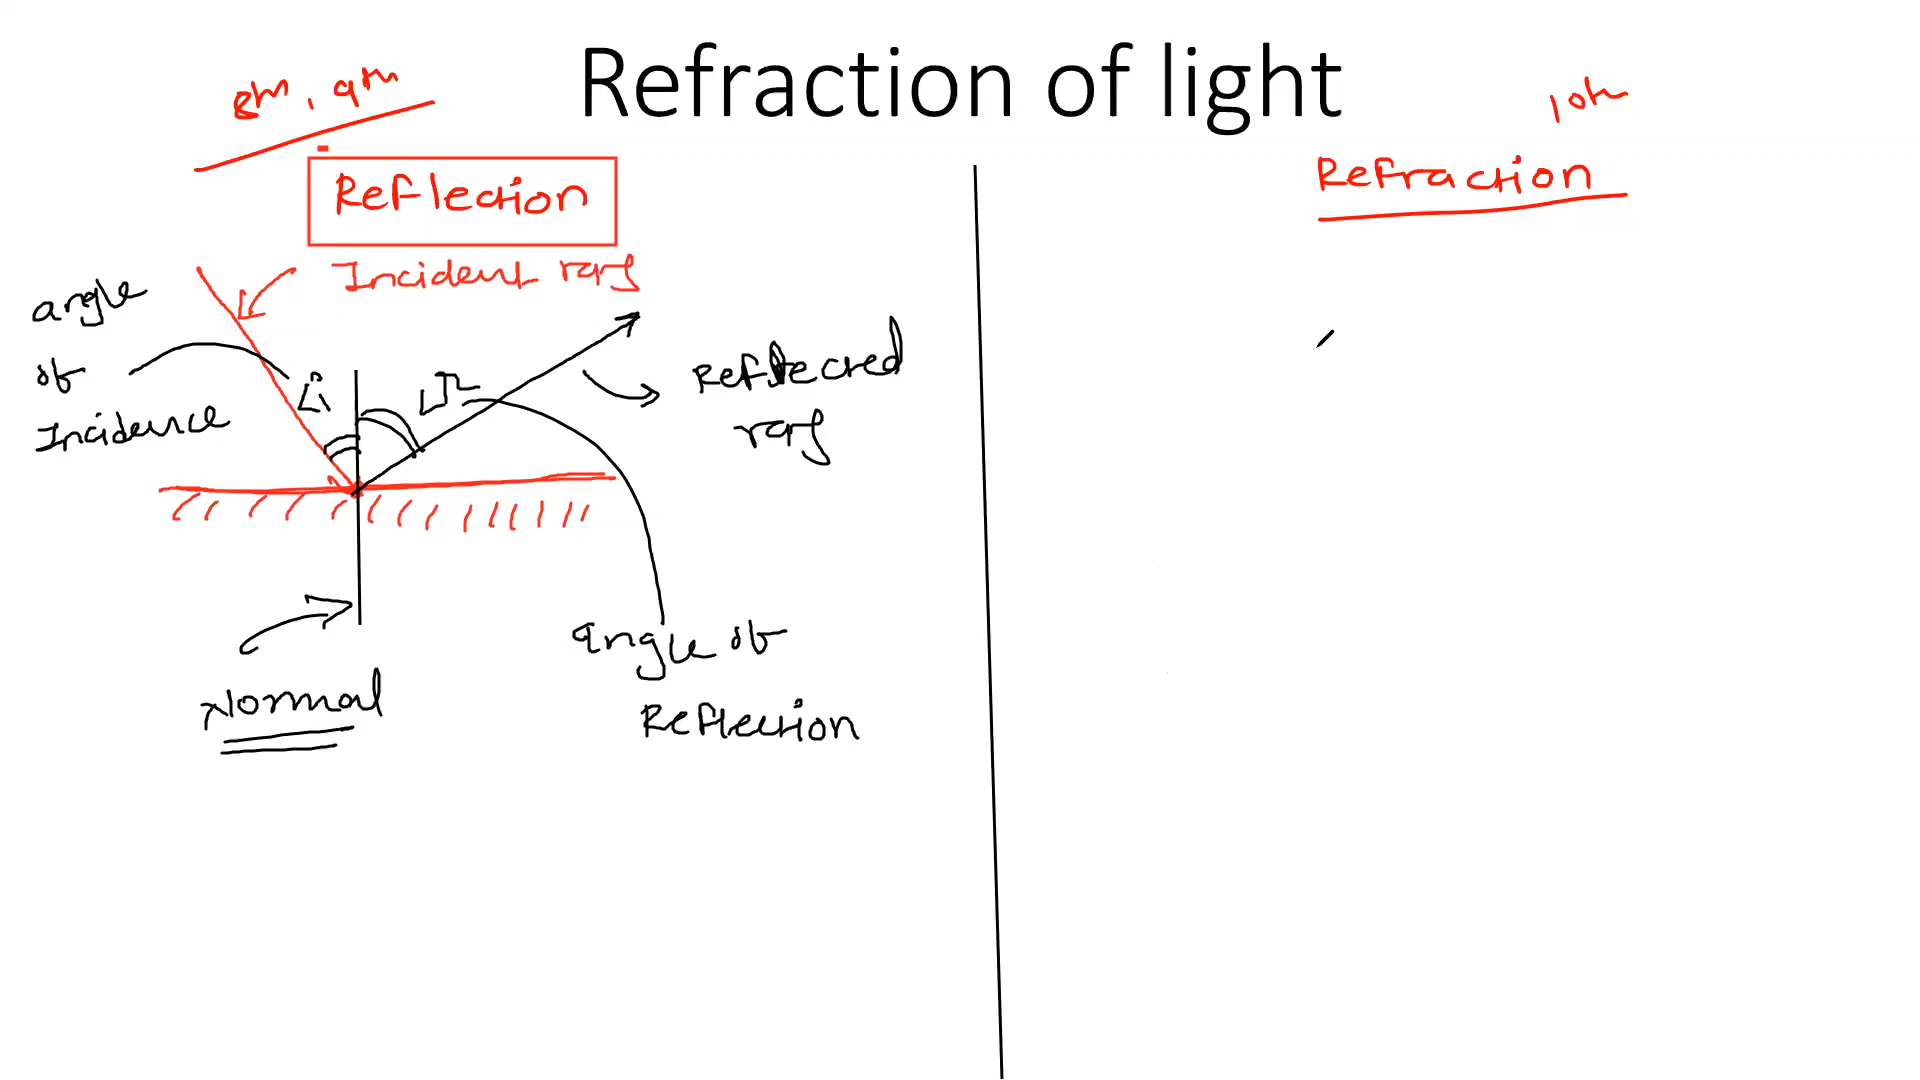 Refraction of light
8th, 9th
10th
Reflection
Refraction
Incident ray
angle
of
Incidence
∠i
∠r
Reflected
ray
Normal
angle of
Reflection